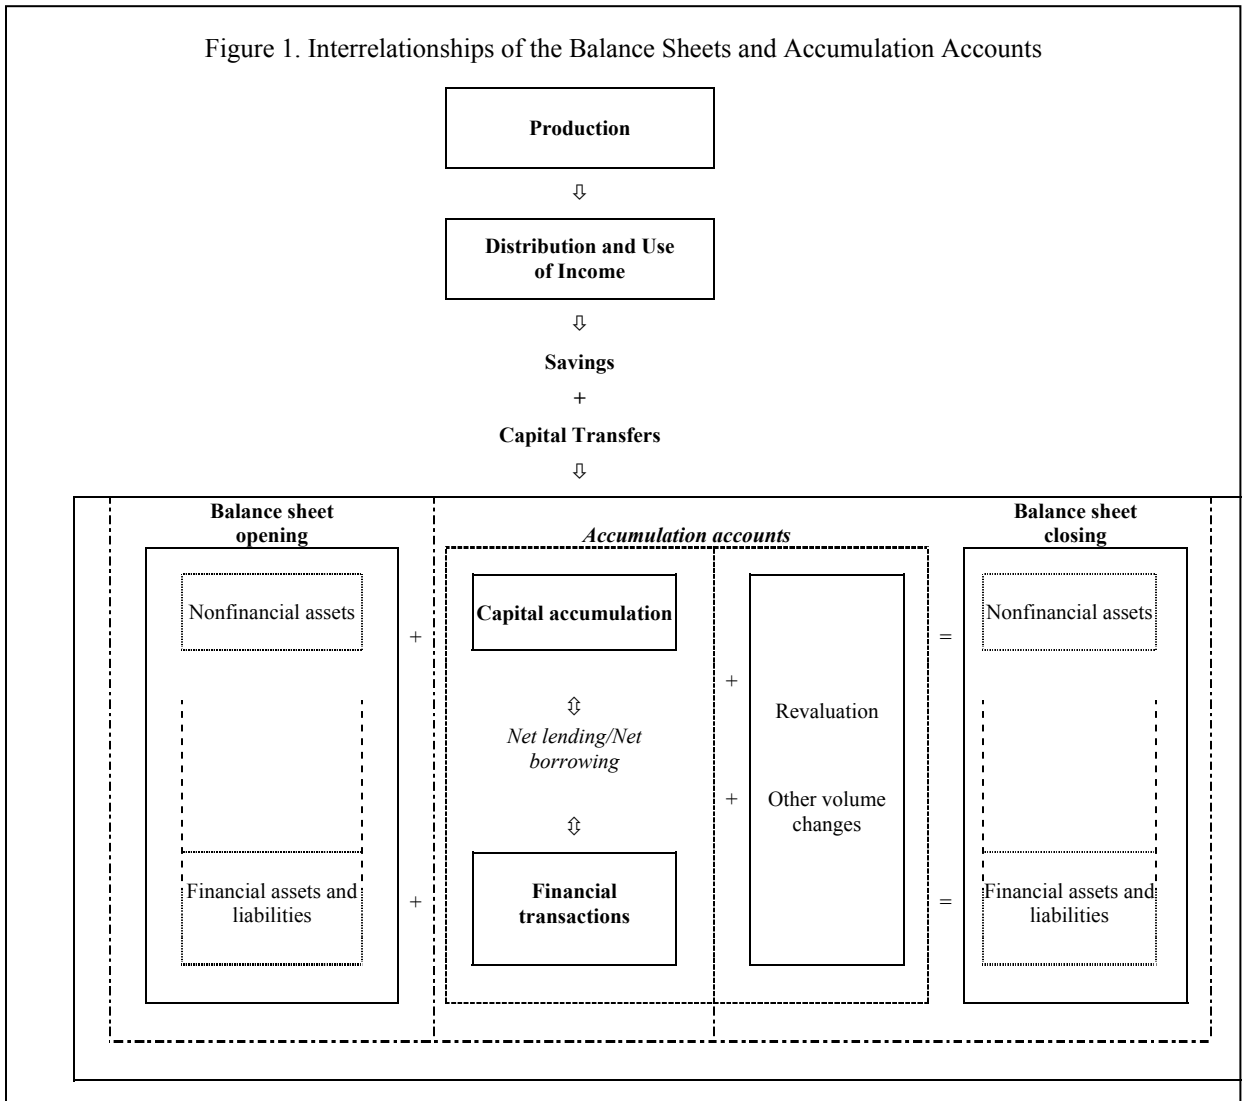 Figure 1. Interrelationships of the Balance Sheets and Accumulation Accounts
Production
⇩
Distribution and Use
of Income
⇩
Savings
+
Capital Transfers
⇩
Balance sheet
opening
Accumulation accounts
Balance sheet
closing
Nonfinancial assets
+
Capital accumulation
+
Revaluation
=
Nonfinancial assets
⇕
Net lending/Net
borrowing
+
Other volume
changes
⇕
Financial assets and
liabilities
+
Financial
transactions
=
Financial assets and
liabilities